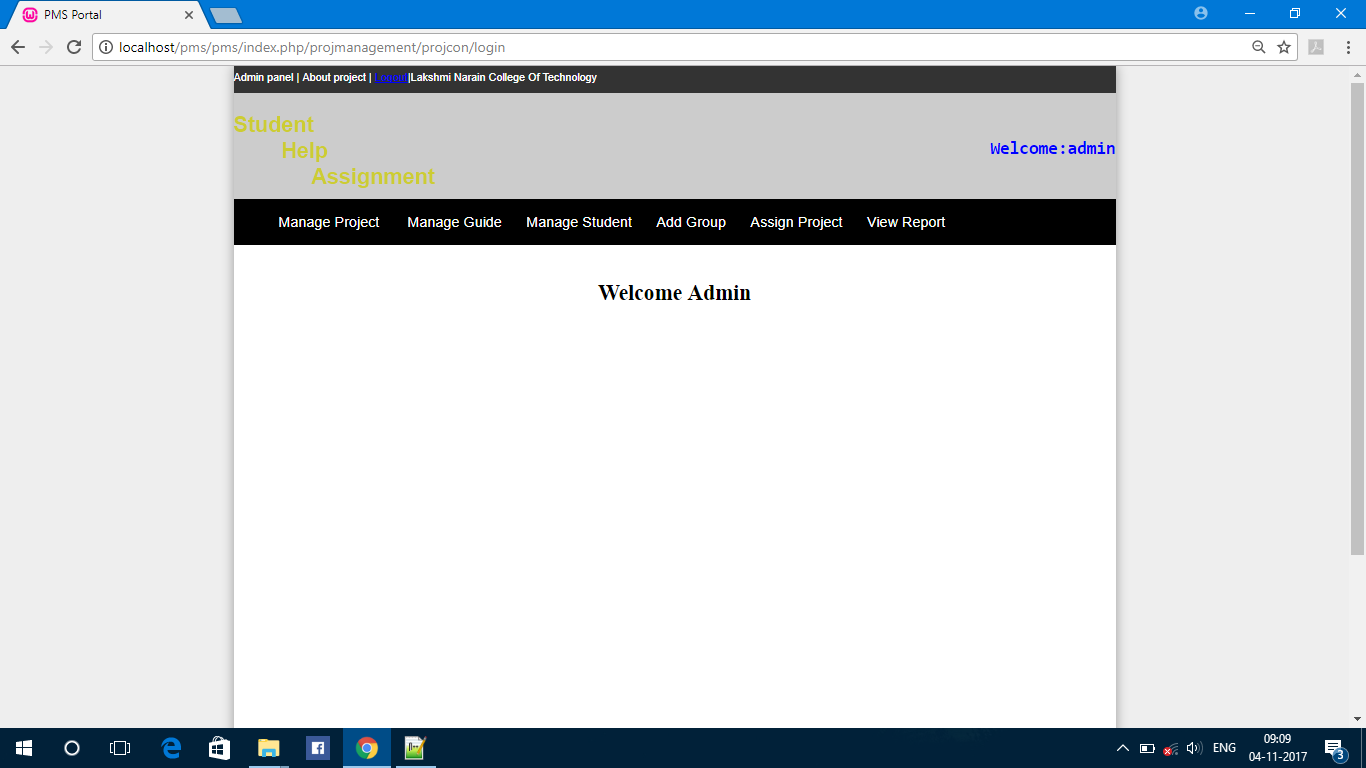 PMS Portal
localhost/pms/pms/index.php/projmanagement/projcon/login
Admin panel | About project | Logout|Lakshmi Narain College Of Technology
Student
Help
Assignment
Welcome:admin
Manage Project Manage Guide Manage Student Add Group Assign Project View Report
Welcome Admin
ENG
09:09
04-11-2017
3